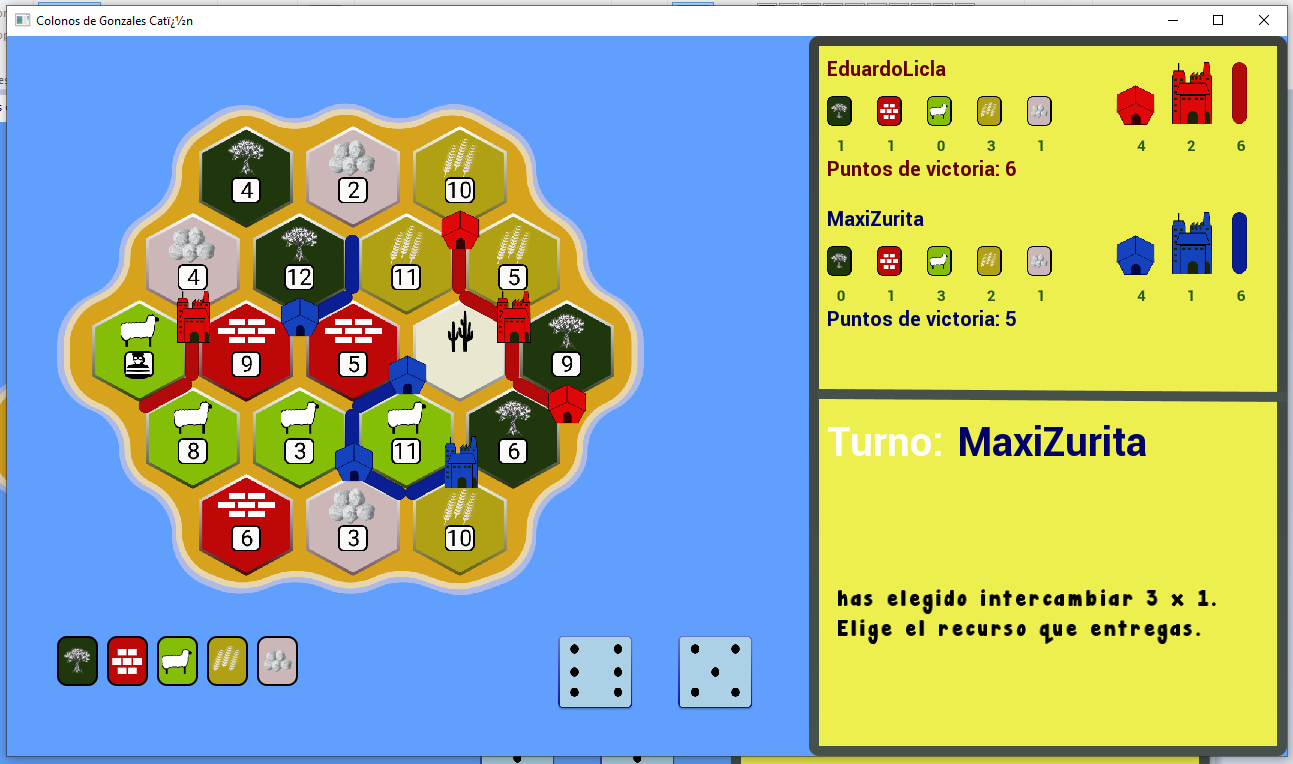 Colonos de Gonzales Catï¿½n
EduardoLicla
1 1 0 3 1 4 2 6
Puntos de victoria: 6
MaxiZurita
0 1 3 2 1 4 1 6
Puntos de victoria: 5
4 2 10
4 12 11 5
9 5 9
8 3 11 6
6 3 10
Turno: MaxiZurita
has elegido intercambiar 3 x 1.
Elige el recurso que entregas.